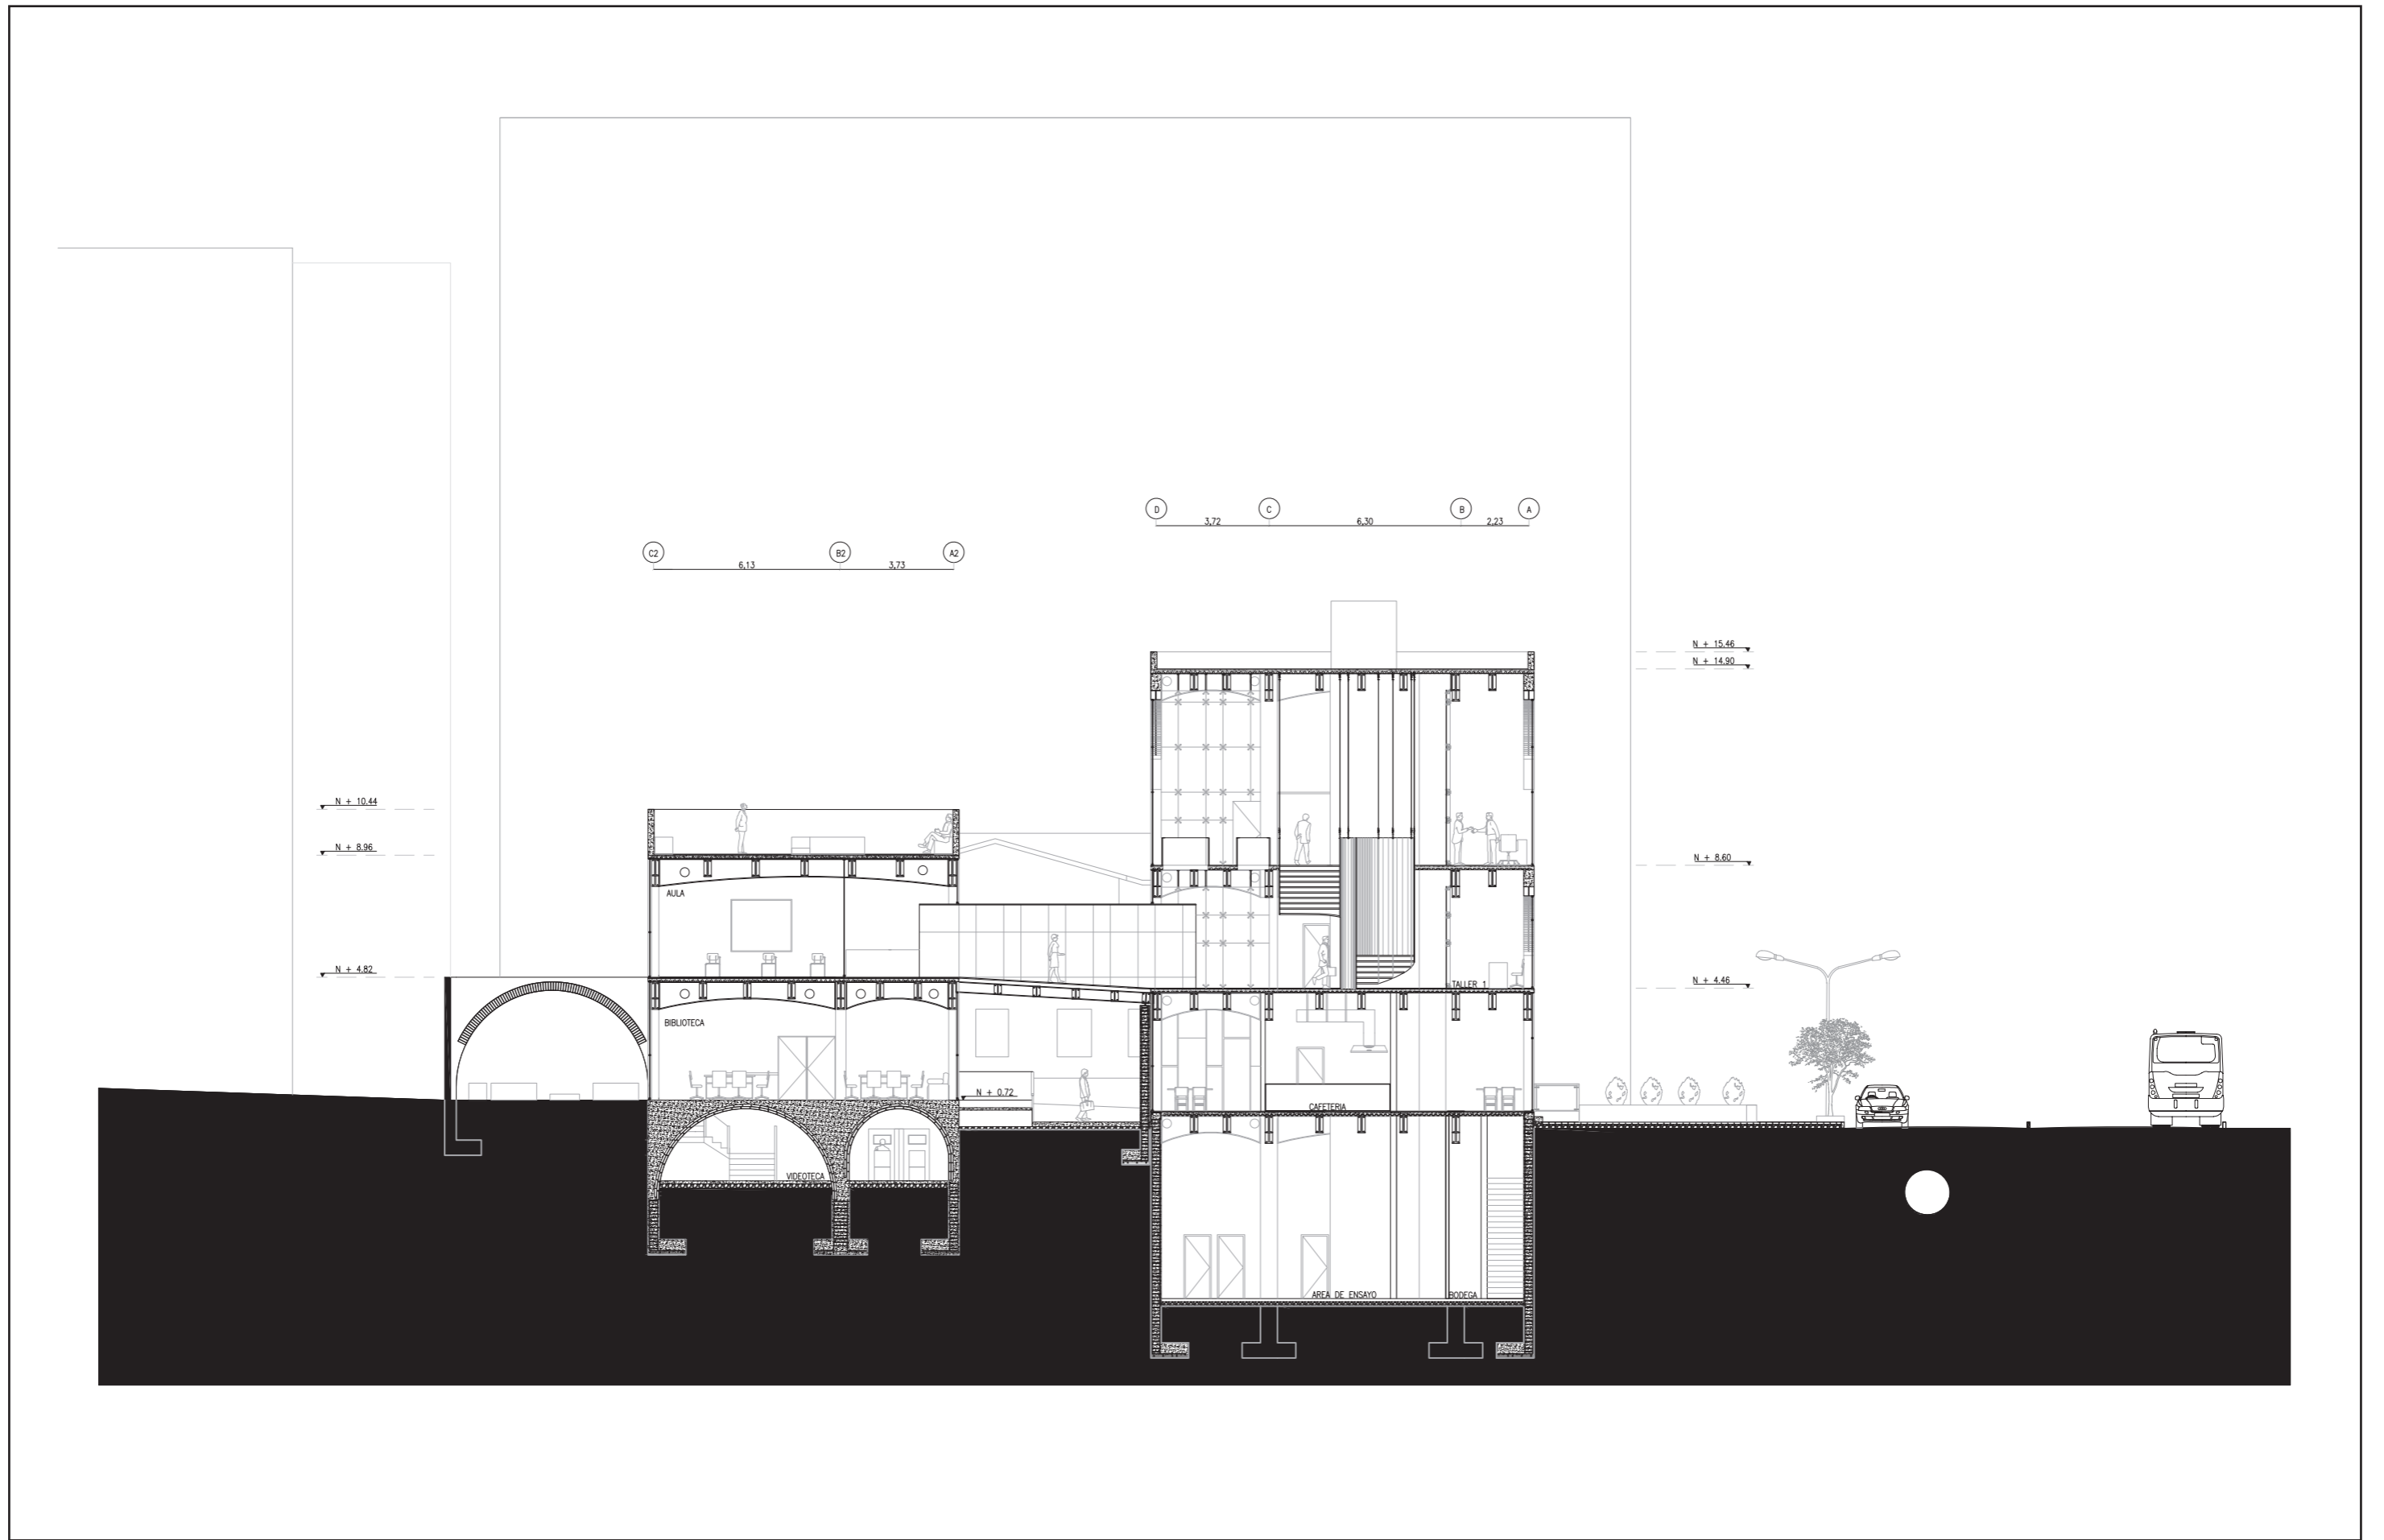 D C B A
3,72 6,30 2,23
C2 B2 A2
6,13 3,73
N + 15.46
N + 14.90
N + 10.44
N + 8.96
N + 8.60
AULA
N + 4.82
TALLER 1
N + 4.46
BIBLIOTECA
N + 0.72
CAFETERIA
VIDEOTECA
AREA DE ENSAYO
BODEGA